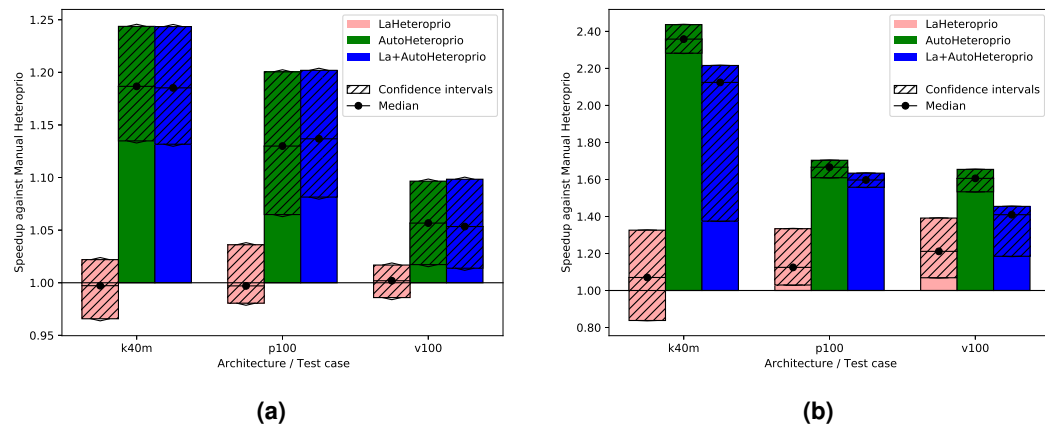 1.25
1.20
1.15
1.10
1.05
1.00
0.95
Speedup against Manual Heteroprio
LaHeteroprio
AutoHeteroprio
La+AutoHeteroprio
Confidence intervals
Median
k40m
p100
v100
Architecture / Test case
(a)
2.40
2.20
2.00
1.80
1.60
1.40
1.20
1.00
0.80
Speedup against Manual Heteroprio
LaHeteroprio
AutoHeteroprio
La+AutoHeteroprio
Confidence intervals
Median
k40m
p100
v100
Architecture / Test case
(b)